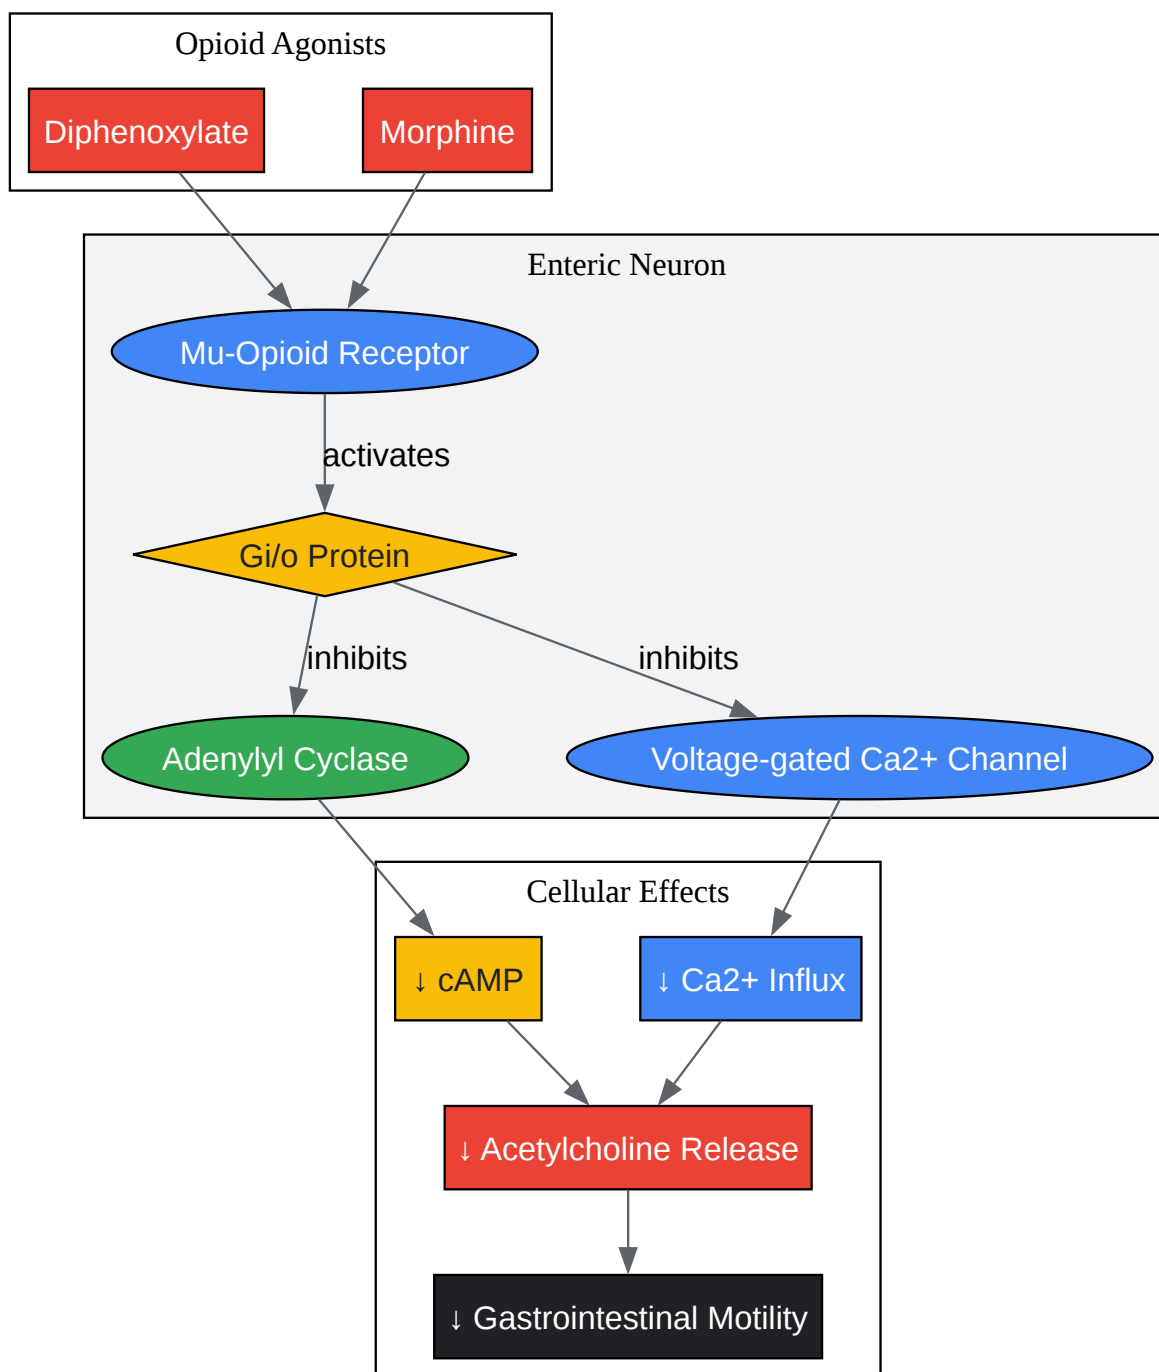 Opioid Agonists
Diphenoxylate
Morphine
Enteric Neuron
Mu-Opioid Receptor
activates
Gi/o Protein
inhibits
inhibits
Adenylyl Cyclase
Voltage-gated Ca2+ Channel
Cellular Effects
↓ cAMP
↓ Ca2+ Influx
↓ Acetylcholine Release
↓ Gastrointestinal Motility